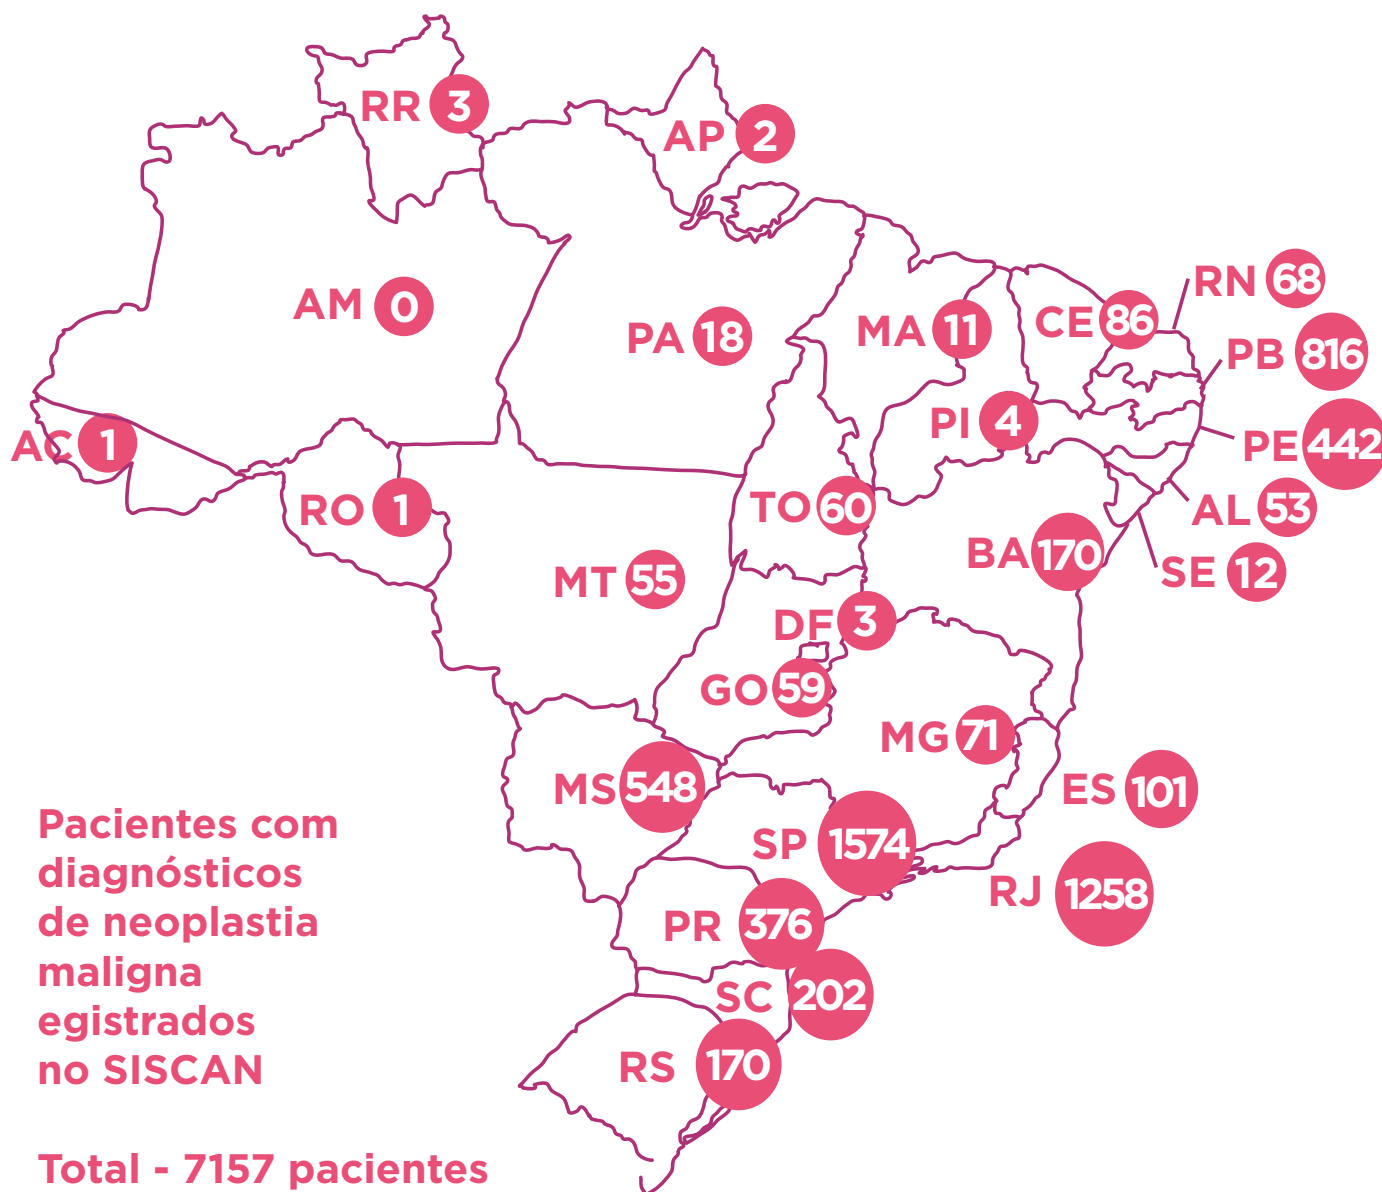 RR 3
AP 2
AM 0
PA 18
MA 11
CE 86
RN 68
PB 816
PI 4
PE 442
AC 1
RO 1
TO 60
AL 53
BA 170
SE 12
MT 55
DF 3
GO 59
MG 71
MS 548
ES 101
SP 1574
RJ 1258
PR 376
SC 202
RS 170
Pacientes com
diagnósticos
de neoplastia
maligna
egistrados
no SISCAN
Total - 7157 pacientes